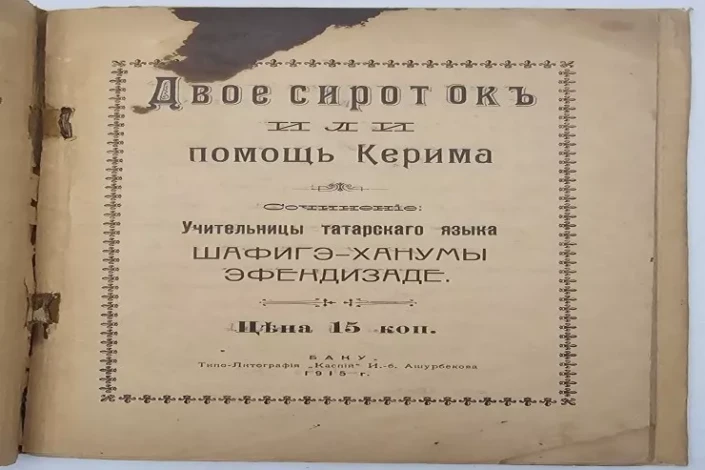 Двое сиротокъ
или
помощь Керима
Сочиненіе:
Учительницы татарскаго языка
ШАФИГЭ-ХАНУМЫ
ЭФЕНДИЗАДЕ.
Цѣна 15 коп.
БАКУ.
Типо-Литографія „Каспій" И.-б. Ашурбекова
1915 г.